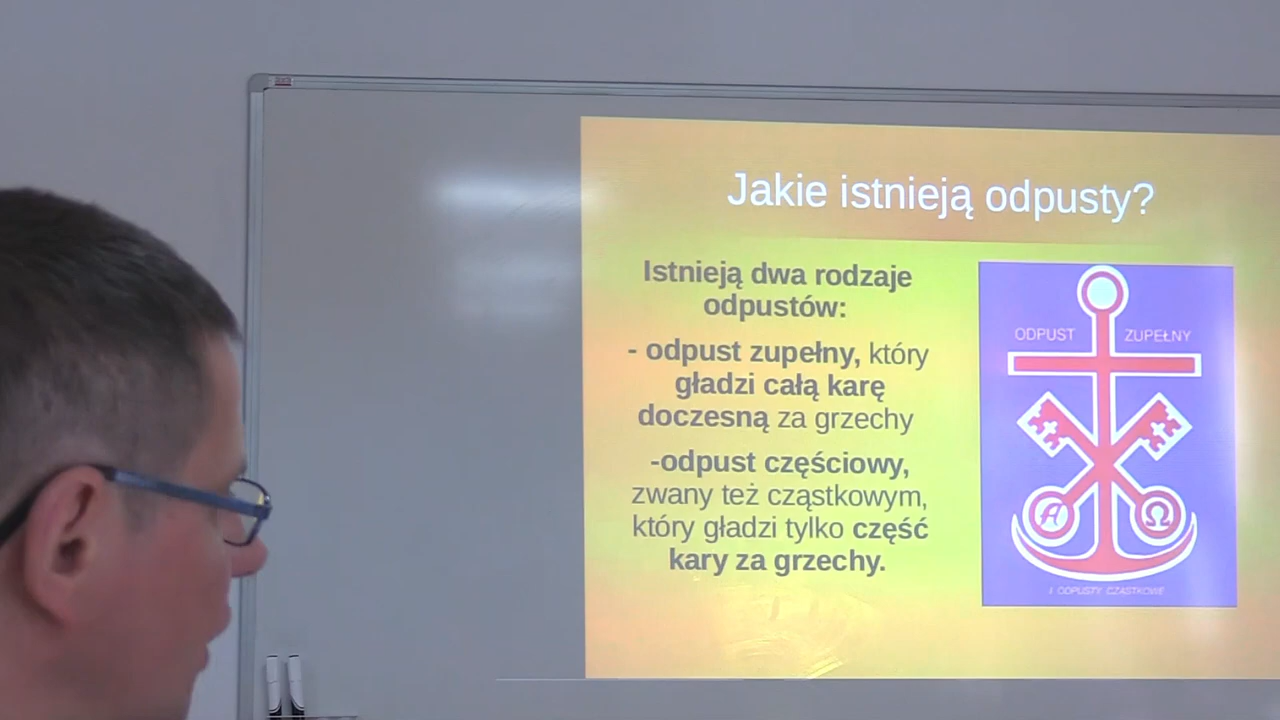 Jakie istnieją odpusty?
Istnieją dwa rodzaje
odpustów:
- odpust zupełny, który
gładzi całą karę
doczesną za grzechy
-odpust częściowy,
zwany też cząstkowym,
który gładzi tylko część
kary za grzechy.
ODPUST ZUPEŁNY
A Ω
I ODPUSTY CZĄSTKOWE